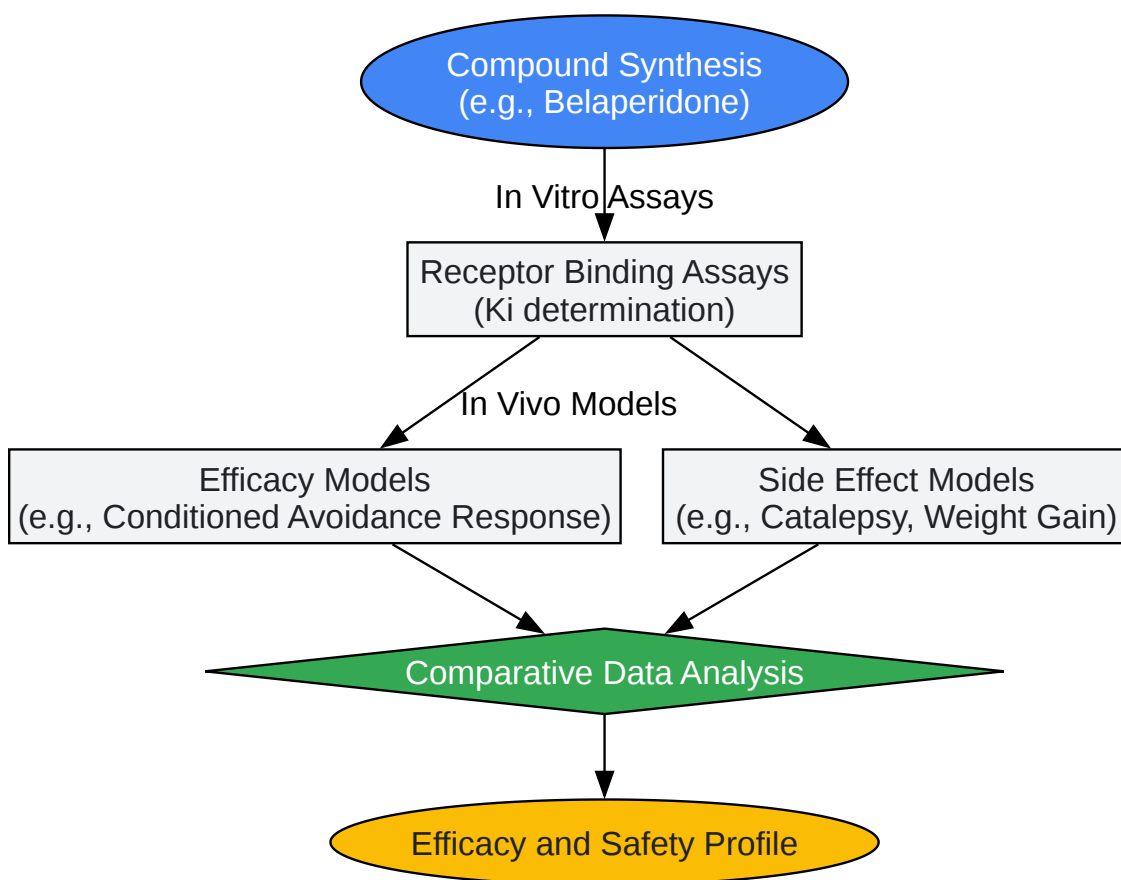 Compound Synthesis
(e.g., Belaperidone)
In Vitro Assays
Receptor Binding Assays
(Ki determination)
In Vivo Models
Efficacy Models
(e.g., Conditioned Avoidance Response)
Side Effect Models
(e.g., Catalepsy, Weight Gain)
Comparative Data Analysis
Efficacy and Safety Profile